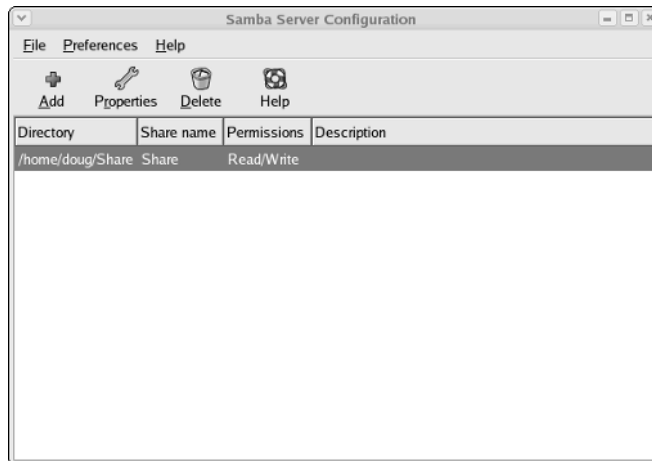 Samba Server Configuration
File Preferences Help
Add Properties Delete Help
Directory Share name Permissions Description
/home/doug/Share Share Read/Write